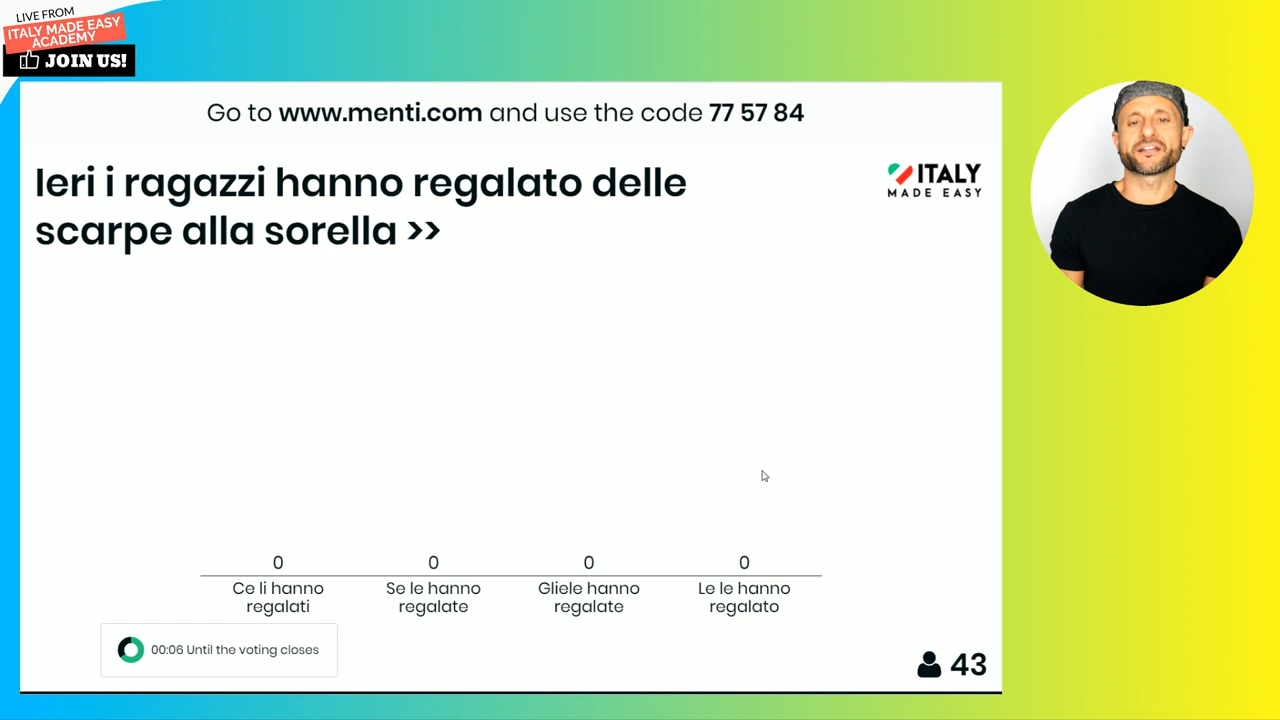 LIVE FROM
ITALY MADE EASY
ACADEMY
JOIN US!
Go to www.menti.com and use the code 77 57 84
Ieri i ragazzi hanno regalato delle
scarpe alla sorella >>
ITALY
MADE EASY
0 0 0 0
Ce li hanno regalati
Se le hanno regalate
Gliele hanno regalate
Le le hanno regalato
00:06 Until the voting closes
43